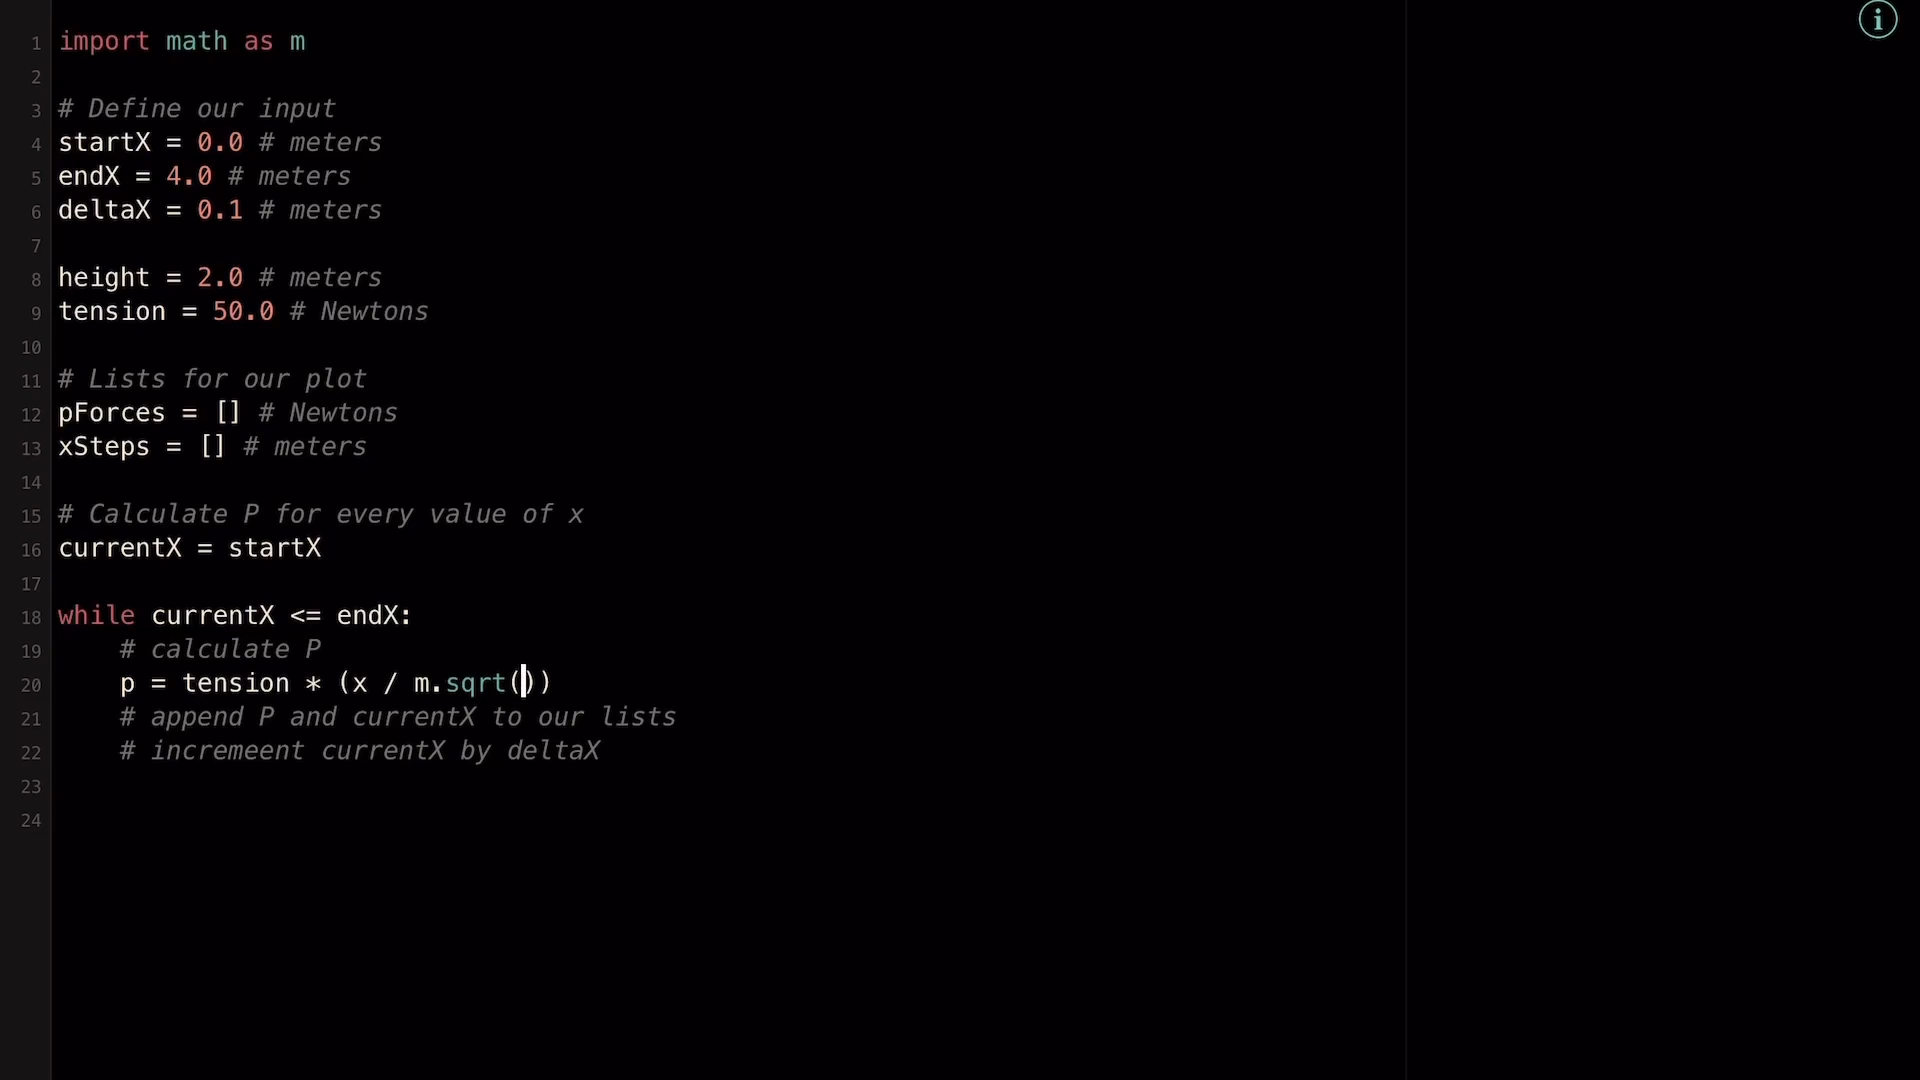 1 import math as m
2
3 # Define our input
4 startX = 0.0 # meters
5 endX = 4.0 # meters
6 deltaX = 0.1 # meters
7
8 height = 2.0 # meters
9 tension = 50.0 # Newtons
10
11 # Lists for our plot
12 pForces = [] # Newtons
13 xSteps = [] # meters
14
15 # Calculate P for every value of x
16 currentX = startX
17
18 while currentX <= endX:
19     # calculate P
20     p = tension * (x / m.sqrt())
21     # append P and currentX to our lists
22     # incremeent currentX by deltaX
23
24
i